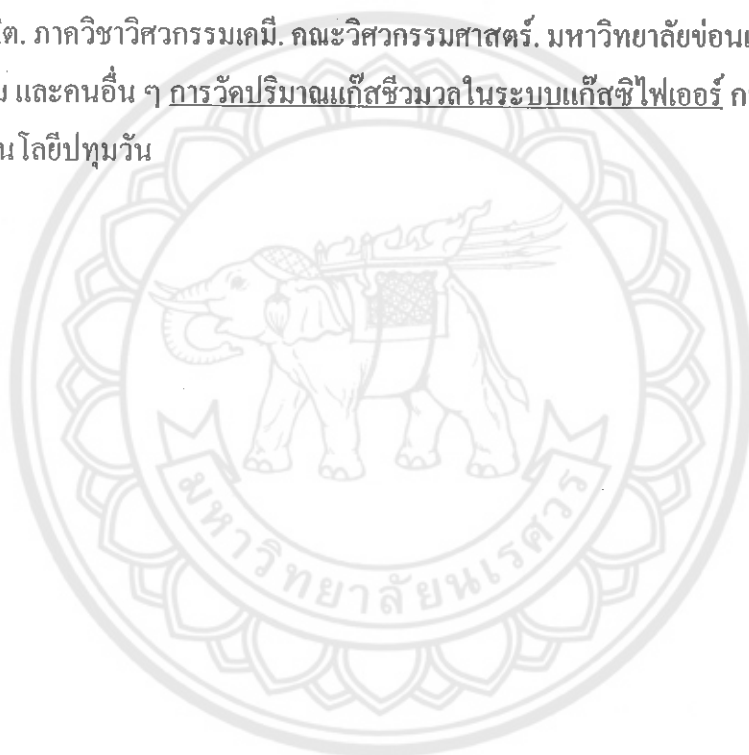 โต. ภาควิชาวิศวกรรมเคมี. คณะวิศวกรรมศาสตร์. มหาวิทยาลัยขอนแ
และคนอื่น ๆ การวัดปริมาณแก๊สชีวมวลในระบบแก๊สซิไฟเออร์ ก
นโลยีปทุมวัน
มหาวิทยาลัยนเรศวร